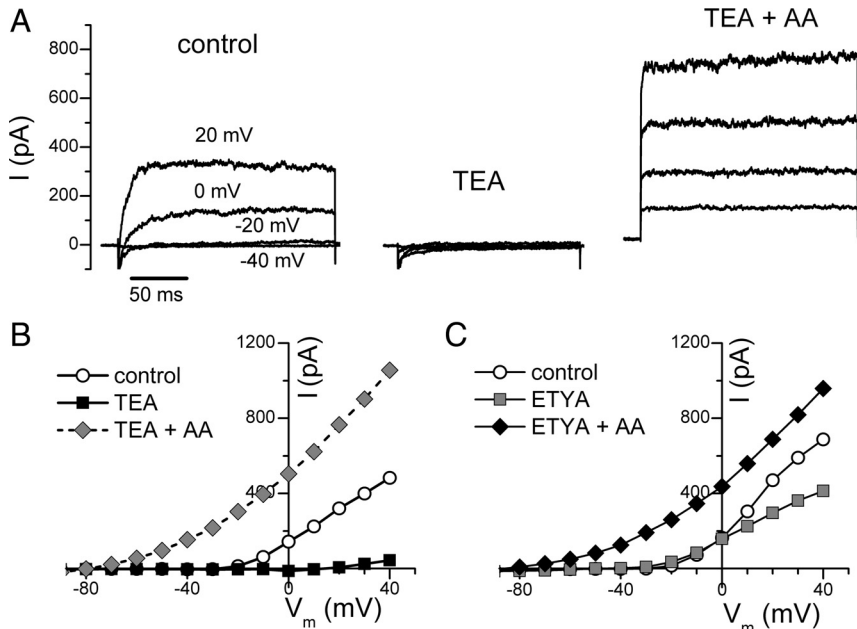 A
control
TEA
TEA + AA
I (pA)
800
600
400
200
0
20 mV
0 mV
-20 mV
-40 mV
50 ms
B
control
TEA
TEA + AA
I (pA)
1200
800
400
-80
-40
0
40
Vm (mV)
C
control
ETYA
ETYA + AA
I (pA)
1200
800
400
-80
-40
0
40
Vm (mV)